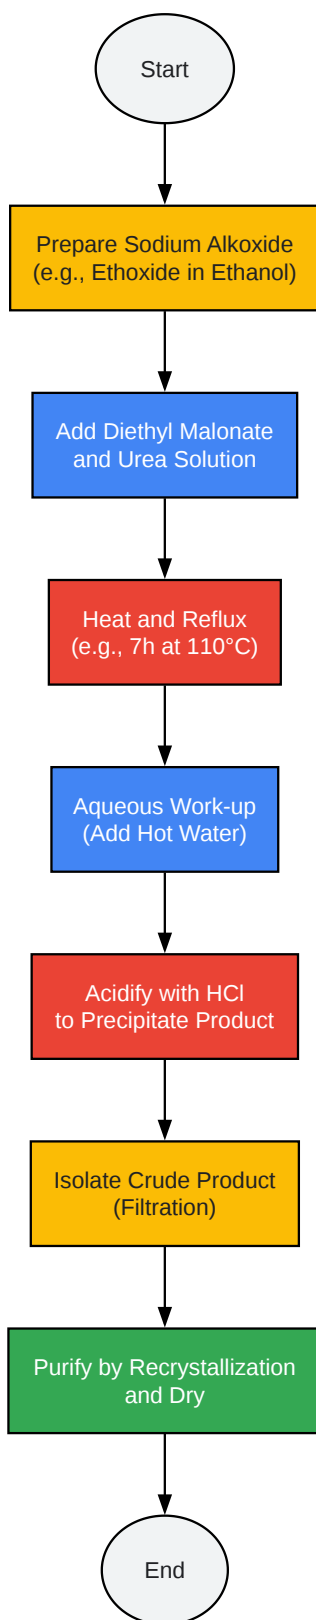 Start
Prepare Sodium Alkoxide
(e.g., Ethoxide in Ethanol)
Add Diethyl Malonate
and Urea Solution
Heat and Reflux
(e.g., 7h at 110°C)
Aqueous Work-up
(Add Hot Water)
Acidify with HCl
to Precipitate Product
Isolate Crude Product
(Filtration)
Purify by Recrystallization
and Dry
End